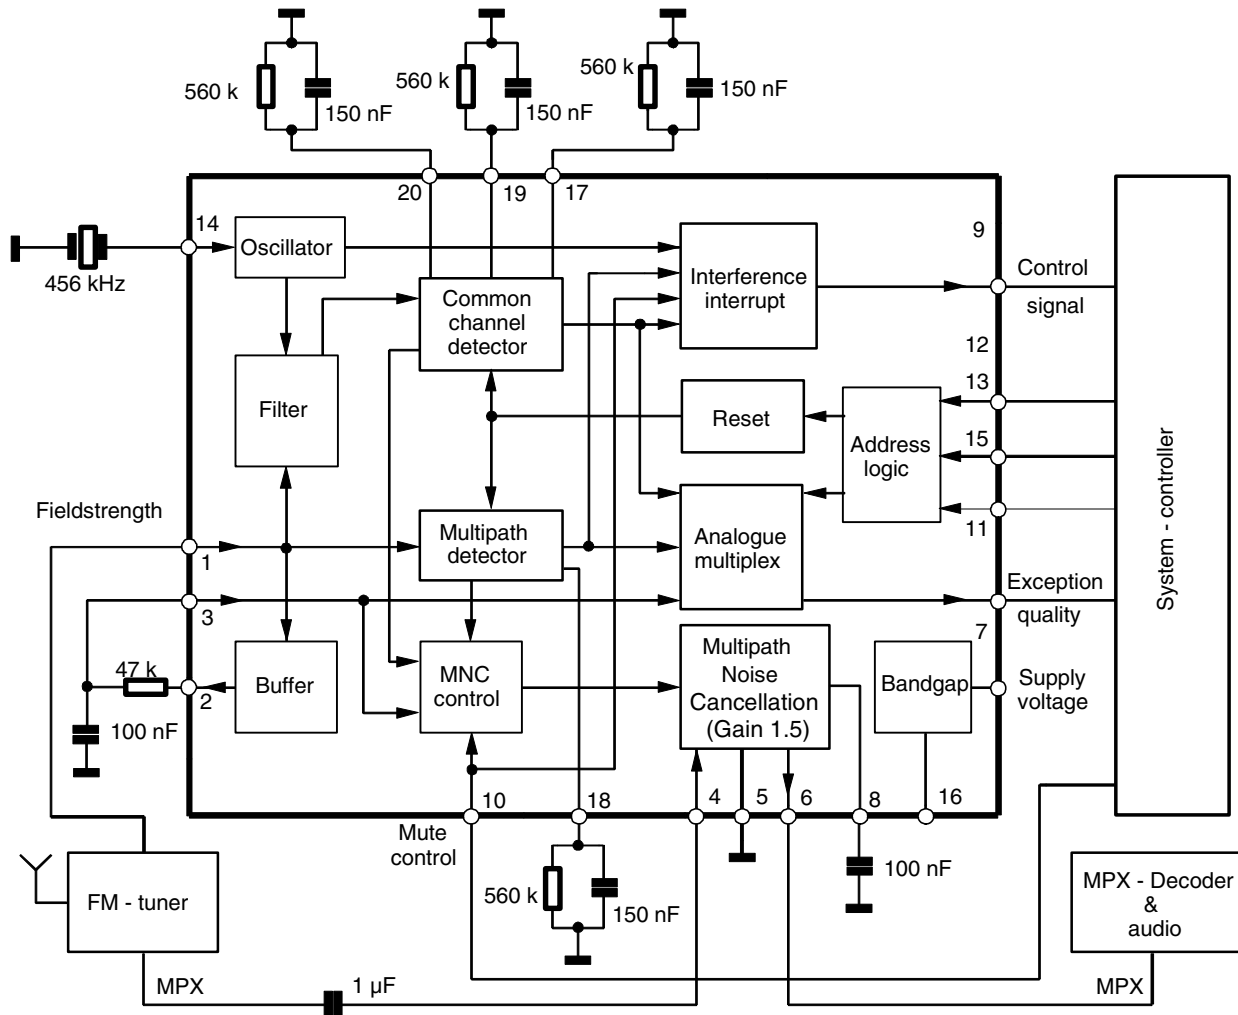 560 k
150 nF
560 k
150 nF
560 k
150 nF
20
19
17
14
9
Oscillator
456 kHz
Interference
interrupt
Control
signal
Common
channel
detector
12
13
Filter
Reset
Address
logic
15
11
System - controller
Fieldstrength
1
Multipath
detector
Analogue
multiplex
Exception
quality
3
7
47 k
2
Buffer
MNC
control
Multipath
Noise
Cancellation
(Gain 1.5)
Bandgap
Supply
voltage
100 nF
10
18
4
5
6
8
16
Mute
control
560 k
150 nF
100 nF
FM - tuner
MPX - Decoder
&
audio
MPX
1 µF
MPX